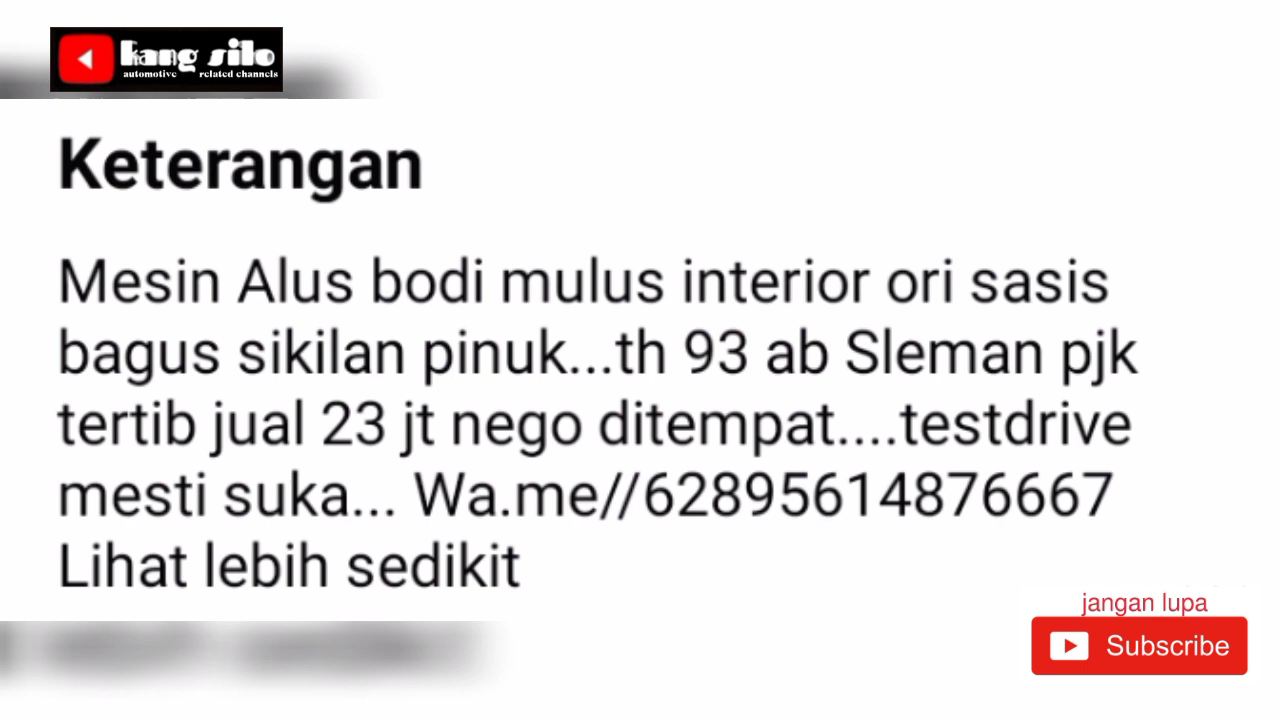 kang silo
automotive related channels
Keterangan
Mesin Alus bodi mulus interior ori sasis
bagus sikilan pinuk...th 93 ab Sleman pjk
tertib jual 23 jt nego ditempat....testdrive
mesti suka... Wa.me//62895614876667
Lihat lebih sedikit
jangan lupa
Subscribe